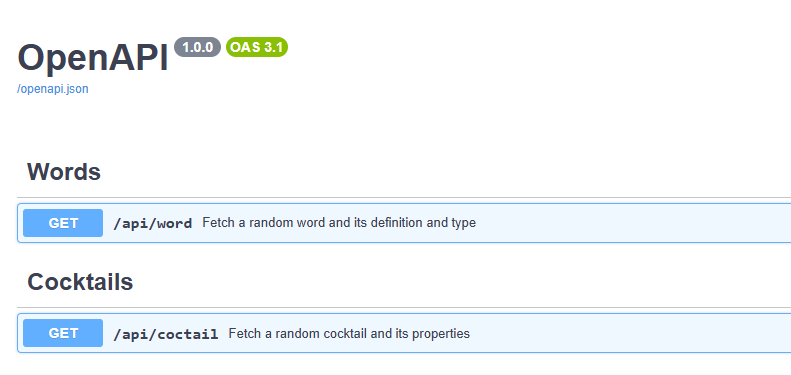 OpenAPI 1.0.0 OAS 3.1
/openapi.json
Words
GET /api/word Fetch a random word and its definition and type
Cocktails
GET /api/coctail Fetch a random cocktail and its properties